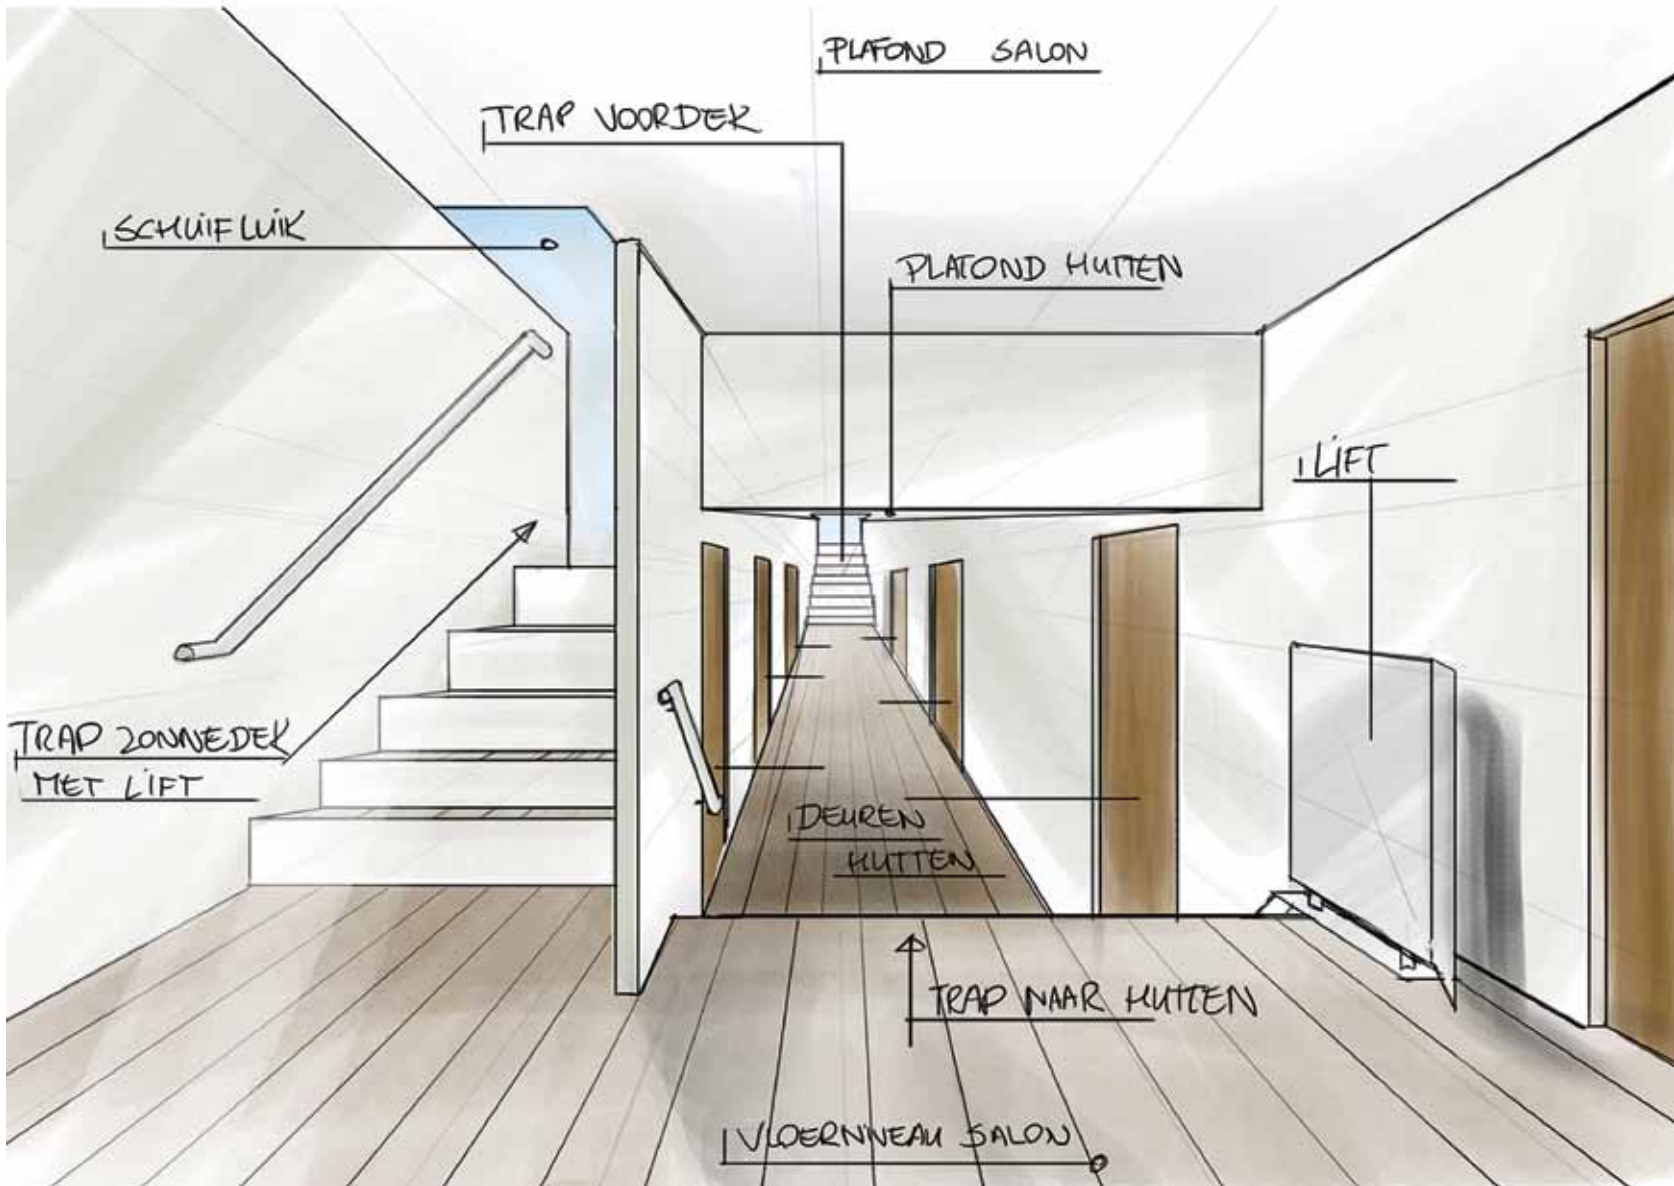 PLAFOND SALON
TRAP VOORDEK
SCHUIFLUIK
PLAFOND HUTTEN
LIFT
TRAP ZONNEDEK
MET LIFT
DEUREN
HUTTEN
TRAP NAAR HUTTEN
VLOERNIVEAU SALON